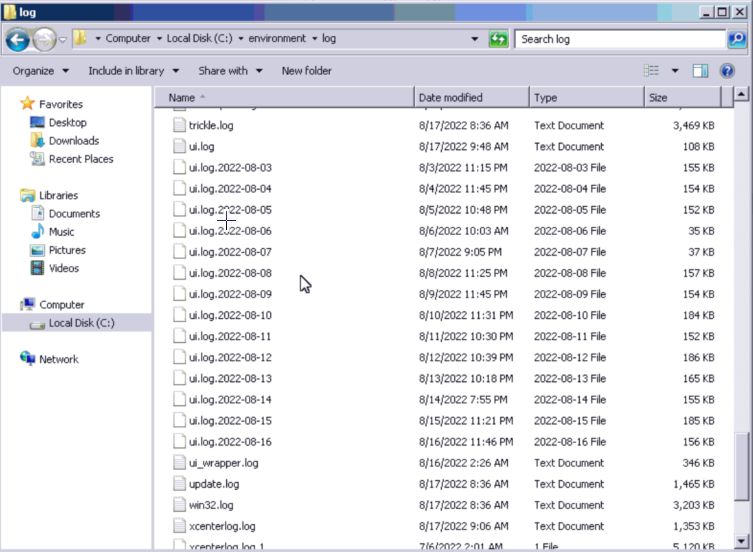 log
Computer Local Disk (C:) environment log Search log
Organize Include in library Share with New folder
Favorites
Desktop
Downloads
Recent Places
Libraries
Documents
Music
Pictures
Videos
Computer
Local Disk (C:)
Network
Name Date modified Type Size
trickle.log 8/17/2022 8:36 AM Text Document 3,469 KB
ui.log 8/17/2022 9:48 AM Text Document 108 KB
ui.log.2022-08-03 8/3/2022 11:15 PM 2022-08-03 File 155 KB
ui.log.2022-08-04 8/4/2022 11:45 PM 2022-08-04 File 154 KB
ui.log.2022-08-05 8/5/2022 10:48 PM 2022-08-05 File 152 KB
ui.log.2022-08-06 8/6/2022 10:03 AM 2022-08-06 File 35 KB
ui.log.2022-08-07 8/7/2022 9:05 PM 2022-08-07 File 37 KB
ui.log.2022-08-08 8/8/2022 11:25 PM 2022-08-08 File 157 KB
ui.log.2022-08-09 8/9/2022 11:45 PM 2022-08-09 File 154 KB
ui.log.2022-08-10 8/10/2022 11:31 PM 2022-08-10 File 184 KB
ui.log.2022-08-11 8/11/2022 10:30 PM 2022-08-11 File 152 KB
ui.log.2022-08-12 8/12/2022 10:39 PM 2022-08-12 File 186 KB
ui.log.2022-08-13 8/13/2022 10:18 PM 2022-08-13 File 165 KB
ui.log.2022-08-14 8/14/2022 7:55 PM 2022-08-14 File 155 KB
ui.log.2022-08-15 8/15/2022 11:21 PM 2022-08-15 File 185 KB
ui.log.2022-08-16 8/16/2022 11:46 PM 2022-08-16 File 156 KB
ui_wrapper.log 8/16/2022 2:26 AM Text Document 346 KB
update.log 8/17/2022 8:36 AM Text Document 1,465 KB
win32.log 8/17/2022 8:36 AM Text Document 3,203 KB
xcenterlog.log 8/17/2022 9:06 AM Text Document 1,353 KB
xcenterlog.log.1 7/6/2022 2:01 AM 1 File 5,120 KB